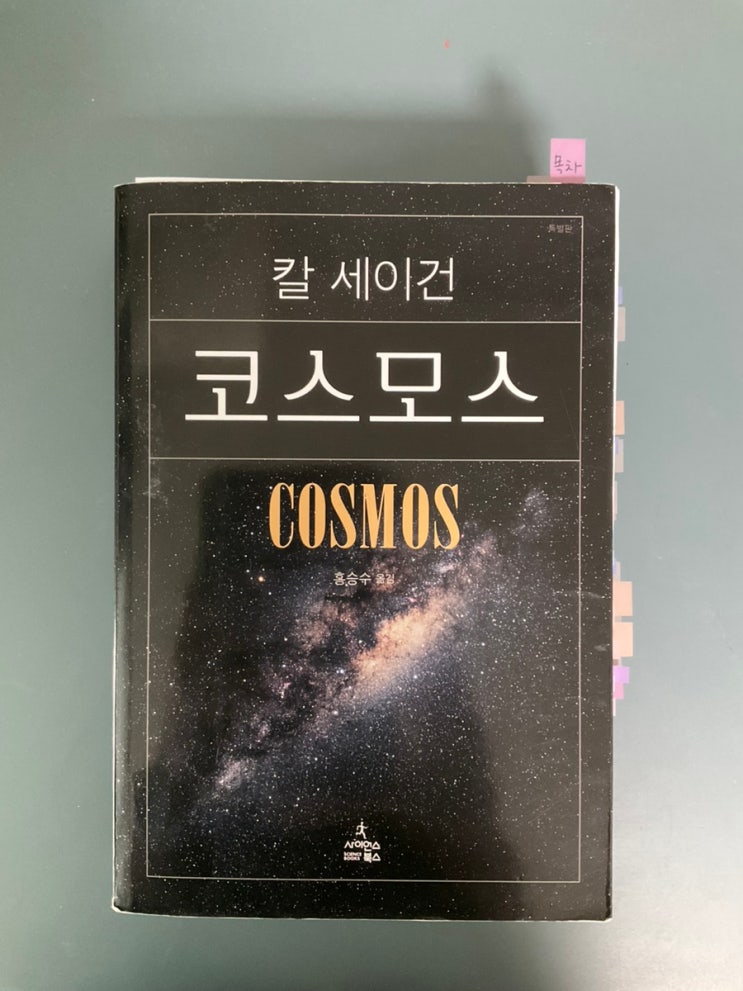 목차
특별판
칼 세이건
코스모스
COSMOS
홍승수 옮김
사이언스
SCIENCE BOOKS 북스